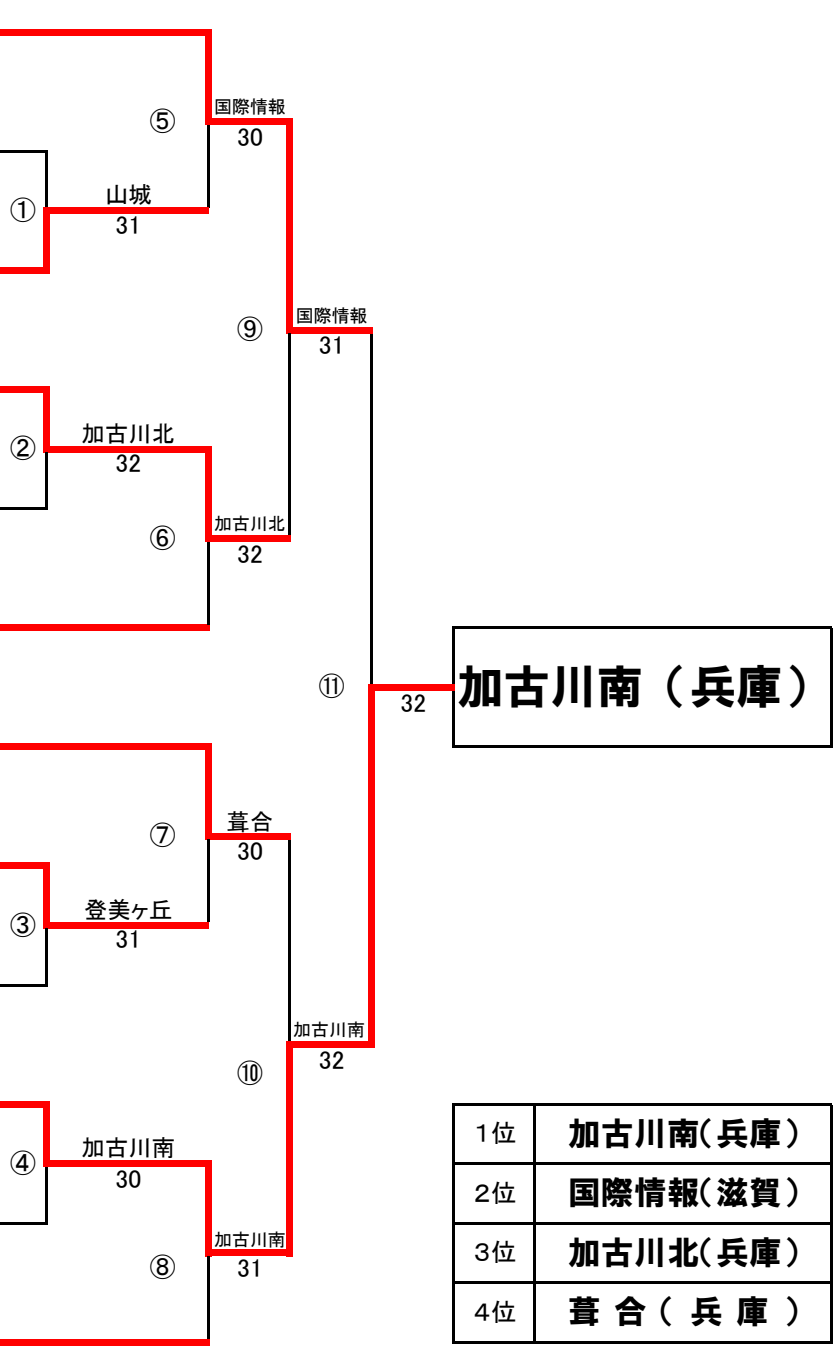 国際情報
⑤
30
山城
①
31
国際情報
⑨
31
加古川北
②
32
加古川北
⑥
32
加古川南（兵庫）
⑪
32
葺合
⑦
30
登美ヶ丘
③
31
加古川南
⑩
32
加古川南
④
30
加古川南
⑧
31
1位 加古川南(兵庫)
2位 国際情報(滋賀)
3位 加古川北(兵庫)
4位 葺合(兵庫)